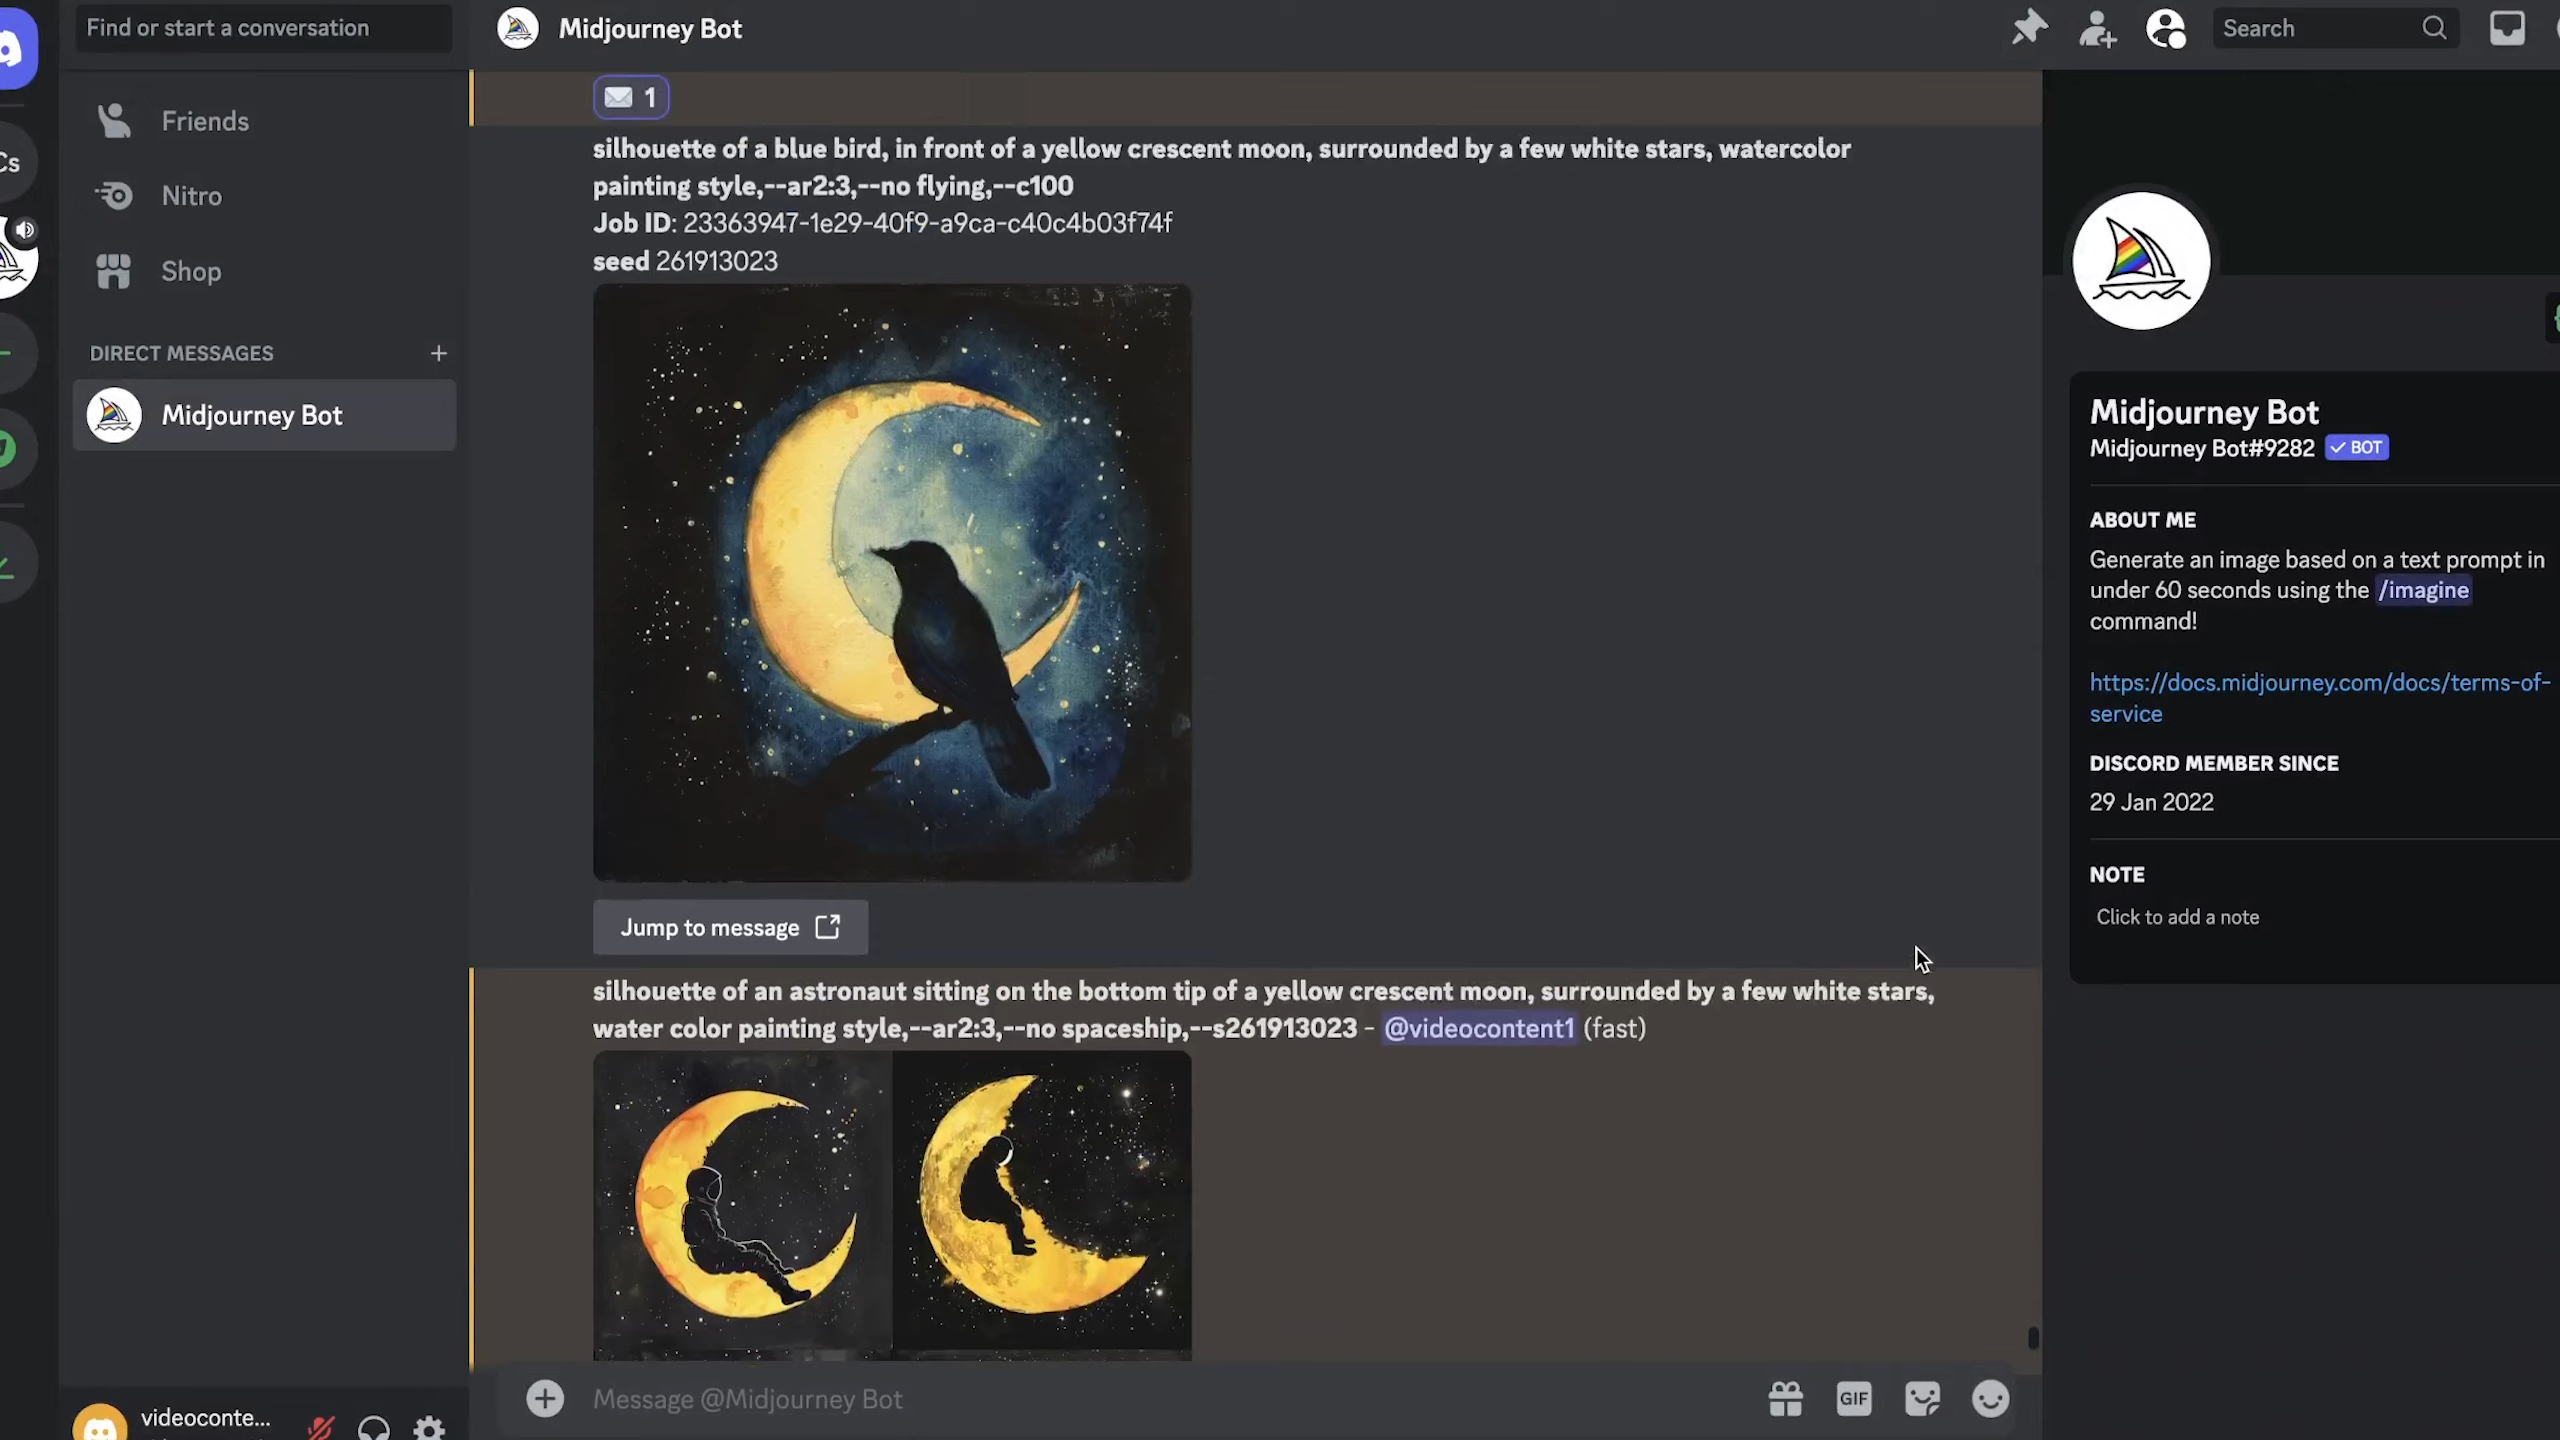 Find or start a conversation
Midjourney Bot
Search
Friends
Nitro
Shop
DIRECT MESSAGES
Midjourney Bot
1
silhouette of a blue bird, in front of a yellow crescent moon, surrounded by a few white stars, watercolor
painting style,--ar2:3,--no flying,--c100
Job ID: 23363947-1e29-40f9-a9ca-c40c4b03f74f
seed 261913023
Jump to message
silhouette of an astronaut sitting on the bottom tip of a yellow crescent moon, surrounded by a few white stars,
water color painting style,--ar2:3,--no spaceship,--s261913023 - @videocontent1 (fast)
Message @Midjourney Bot
GIF
videoconte...
Midjourney Bot
Midjourney Bot#9282 BOT
ABOUT ME
Generate an image based on a text prompt in
under 60 seconds using the /imagine
command!
https://docs.midjourney.com/docs/terms-of-
service
DISCORD MEMBER SINCE
29 Jan 2022
NOTE
Click to add a note